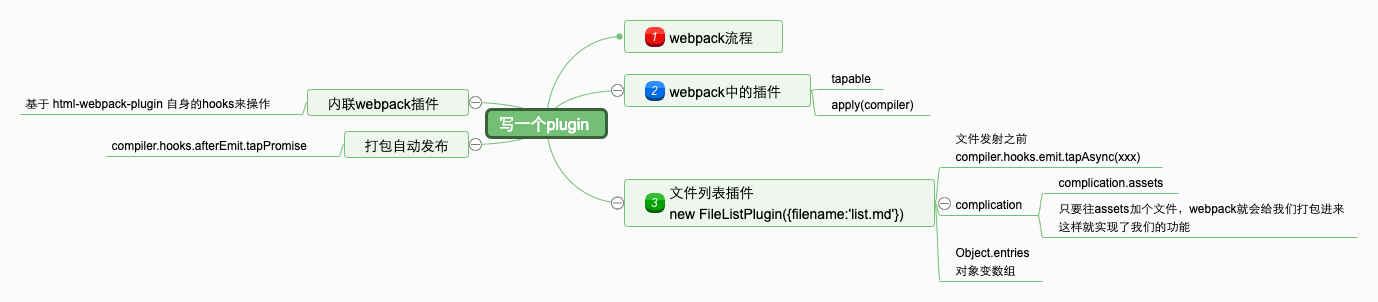 写一个plugin
1 webpack流程
2 webpack中的插件
tapable
apply(compiler)
3 文件列表插件
new FileListPlugin({filename:'list.md'})
文件发射之前
compiler.hooks.emit.tapAsync(xxx)
complication
complication.assets
只要往assets加个文件，webpack就会给我们打包进来
这样就实现了我们的功能
Object.entries
对象变数组
内联webpack插件
基于 html-webpack-plugin 自身的hooks来操作
打包自动发布
compiler.hooks.afterEmit.tapPromise